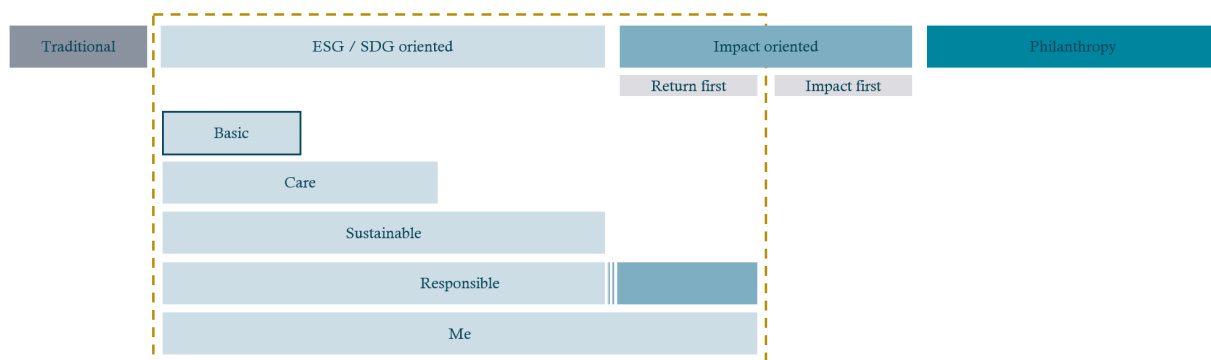 Traditional
ESG / SDG oriented
Impact oriented
Philanthropy
Return first
Impact first
Basic
Care
Sustainable
Responsible
Me